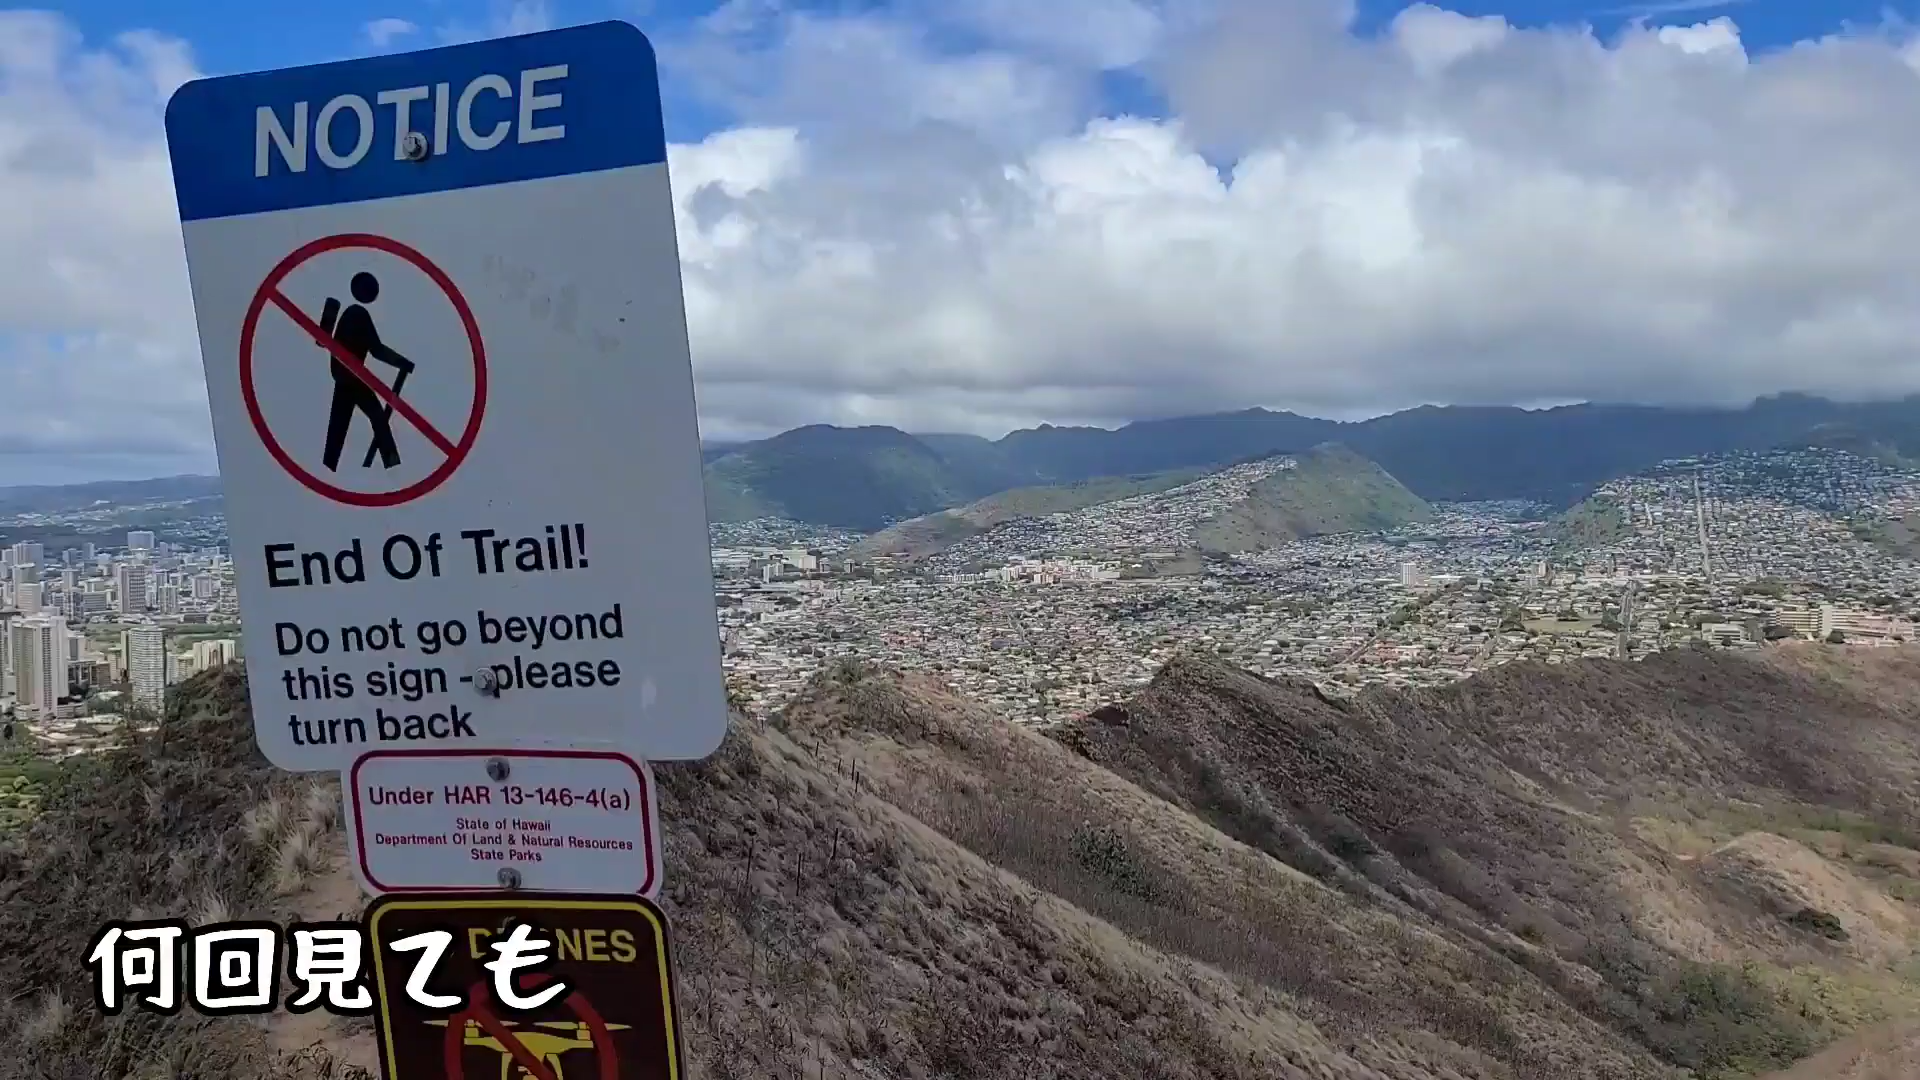 NOTICE
End Of Trail!
Do not go beyond
this sign - please
turn back
Under HAR 13-146-4(a)
State of Hawaii
Department Of Land & Natural Resources
State Parks
何回見ても